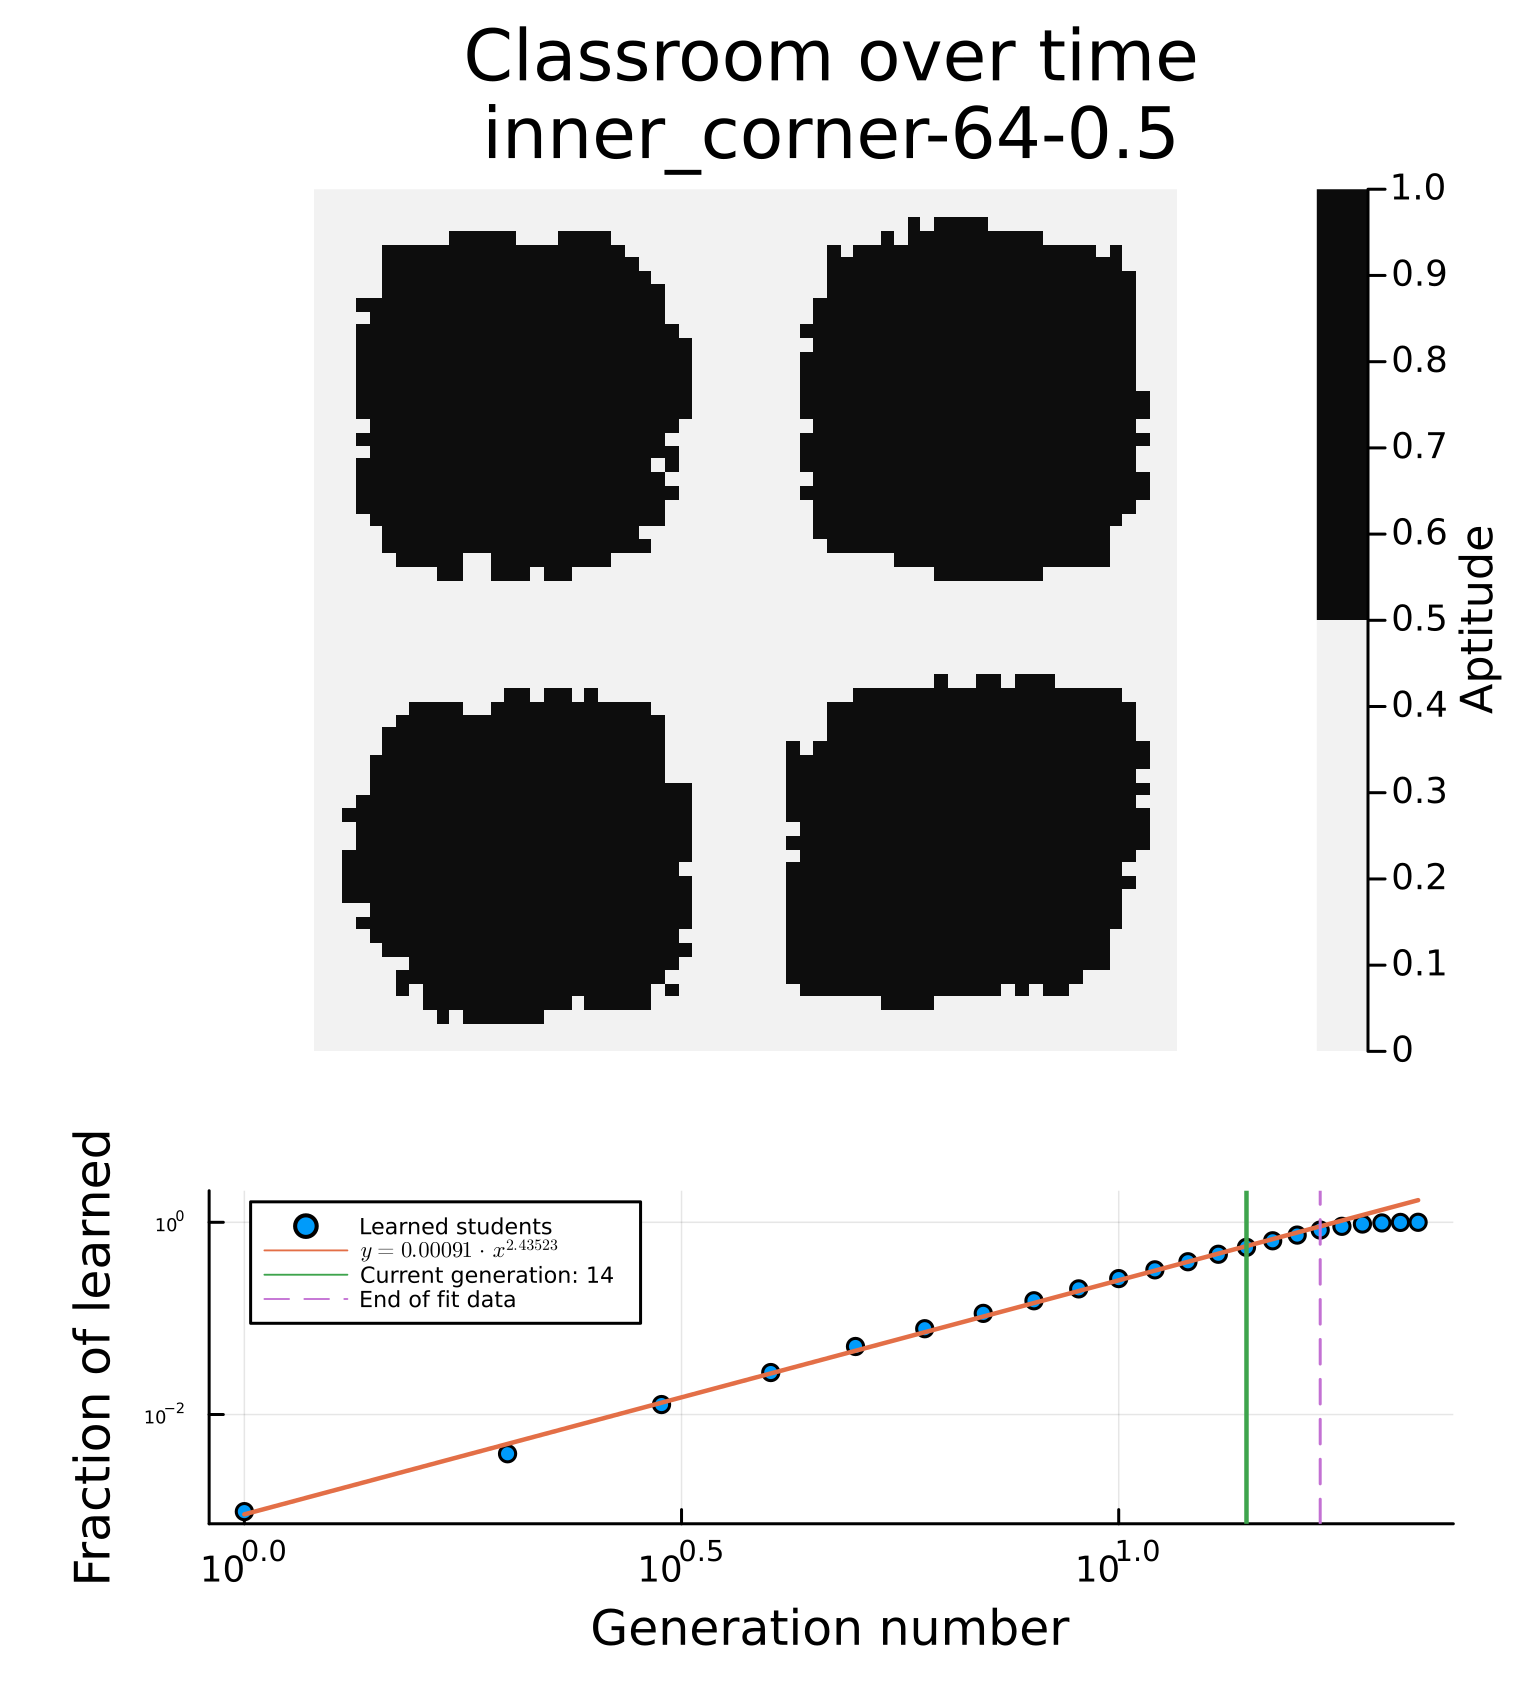 Classroom over time
inner_corner-64-0.5
1.0
0.9
0.8
0.7
0.6
0.5
0.4
0.3
0.2
0.1
0
Aptitude
Fraction of learned
10^0
10^-2
Learned students
y = 0.00091 · x^2.43523
Current generation: 14
End of fit data
10^0.0
10^0.5
10^1.0
Generation number